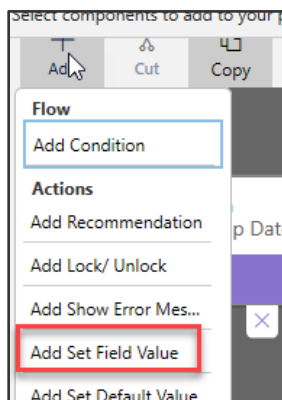 Select components to add to your
Add
Cut
Copy
Flow
Add Condition
Actions
Add Recommendation
p Dat
Add Lock/ Unlock
Add Show Error Mes...
Add Set Field Value
Add Set Default Value